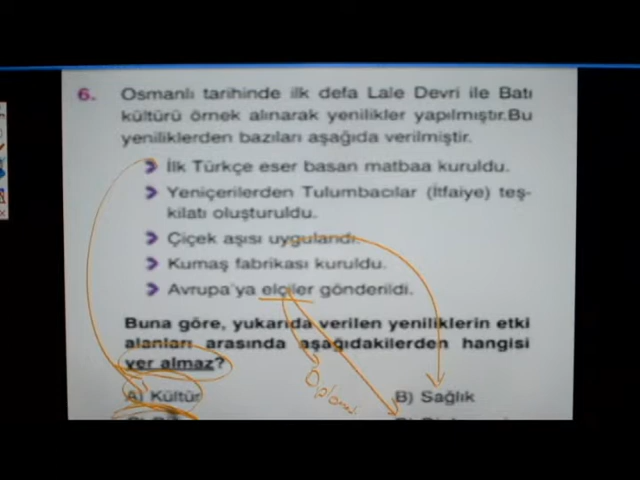 6. Osmanlı tarihinde ilk defa Lale Devri ile Batı
kültürü örnek alınarak yenilikler yapılmıştır.Bu
yeniliklerden bazıları aşağıda verilmiştir.
İlk Türkçe eser basan matbaa kuruldu.
Yeniçerilerden Tulumbacılar (İtfaiye) teş-
kilatı oluşturuldu.
Çiçek aşısı uygulandı.
Kumaş fabrikası kuruldu.
Avrupa'ya elçiler gönderildi.
Buna göre, yukarıda verilen yeniliklerin etki
alanları arasında aşağıdakilerden hangisi
yer almaz?
A) Kültür
B) Sağlık